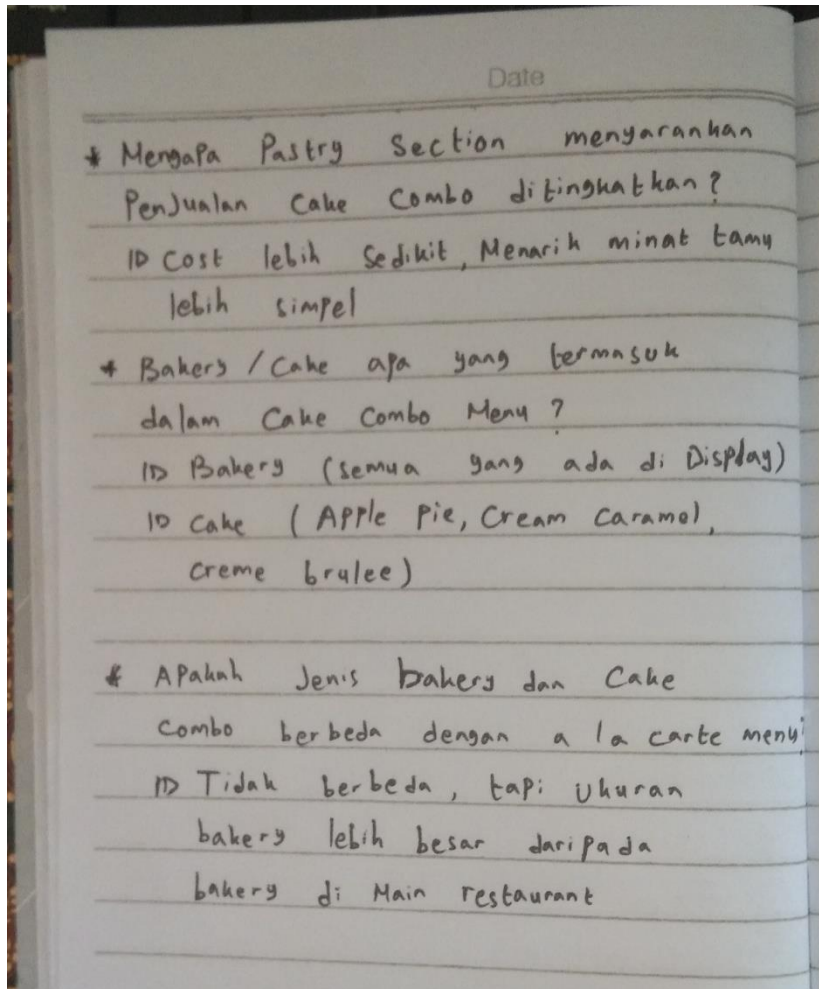 Date
* Mengapa Pastry Section menyarankan
Penjualan Cake Combo ditingkatkan?
ID Cost lebih Sedikit, Menarik minat tamu
lebih simpel
* Bakery / Cake apa yang termasuk
dalam Cake Combo Menu ?
ID Bakery (semua yang ada di Display)
ID Cake ( Apple Pie, Cream Caramel,
creme brulee)
* Apakah Jenis bakery dan Cake
Combo berbeda dengan a la carte menu?
ID Tidak berbeda, tapi Ukuran
bakery lebih besar daripada
bakery di Main restaurant